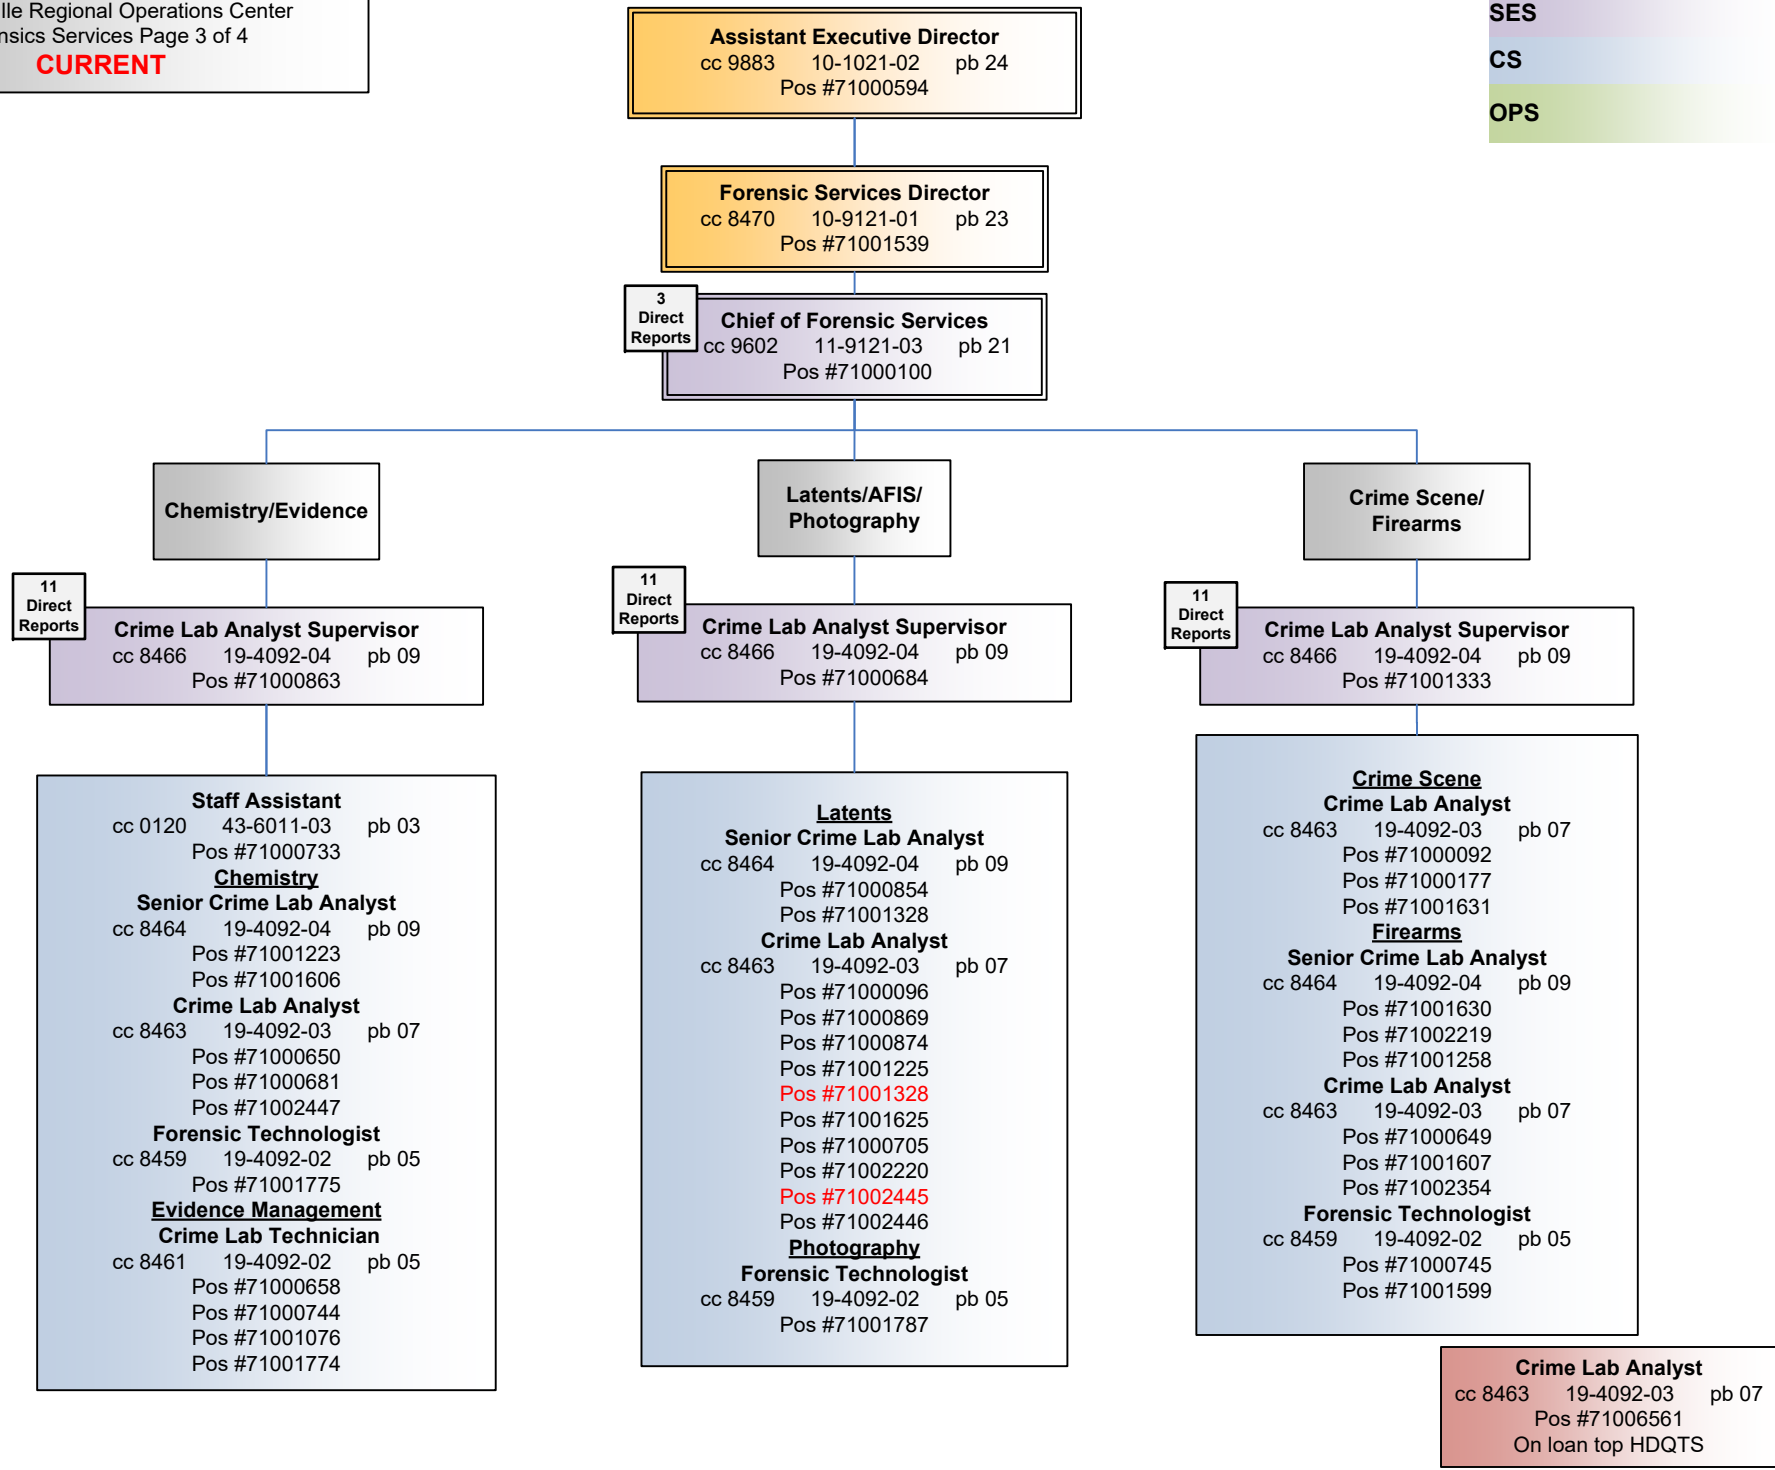 Regional Operations Center
Services Page 3 of 4
CURRENT
SES
CS
OPS
Assistant Executive Director
cc 9883 10-1021-02 pb 24
Pos #71000594
Forensic Services Director
cc 8470 10-9121-01 pb 23
Pos #71001539
3
Direct
Reports
Chief of Forensic Services
cc 9602 11-9121-03 pb 21
Pos #71000100
Chemistry/Evidence
11
Direct
Reports
Crime Lab Analyst Supervisor
cc 8466 19-4092-04 pb 09
Pos #71000863
Staff Assistant
cc 0120 43-6011-03 pb 03
Pos #71000733
Chemistry
Senior Crime Lab Analyst
cc 8464 19-4092-04 pb 09
Pos #71001223
Pos #71001606
Crime Lab Analyst
cc 8463 19-4092-03 pb 07
Pos #71000650
Pos #71000681
Pos #71002447
Forensic Technologist
cc 8459 19-4092-02 pb 05
Pos #71001775
Evidence Management
Crime Lab Technician
cc 8461 19-4092-02 pb 05
Pos #71000658
Pos #71000744
Pos #71001076
Pos #71001774
Latents/AFIS/
Photography
11
Direct
Reports
Crime Lab Analyst Supervisor
cc 8466 19-4092-04 pb 09
Pos #71000684
Latents
Senior Crime Lab Analyst
cc 8464 19-4092-04 pb 09
Pos #71000854
Pos #71001328
Crime Lab Analyst
cc 8463 19-4092-03 pb 07
Pos #71000096
Pos #71000869
Pos #71000874
Pos #71001225
Pos #71001328
Pos #71001625
Pos #71000705
Pos #71002220
Pos #71002445
Pos #71002446
Photography
Forensic Technologist
cc 8459 19-4092-02 pb 05
Pos #71001787
Crime Scene/
Firearms
11
Direct
Reports
Crime Lab Analyst Supervisor
cc 8466 19-4092-04 pb 09
Pos #71001333
Crime Scene
Crime Lab Analyst
cc 8463 19-4092-03 pb 07
Pos #71000092
Pos #71000177
Pos #71001631
Firearms
Senior Crime Lab Analyst
cc 8464 19-4092-04 pb 09
Pos #71001630
Pos #71002219
Pos #71001258
Crime Lab Analyst
cc 8463 19-4092-03 pb 07
Pos #71000649
Pos #71001607
Pos #71002354
Forensic Technologist
cc 8459 19-4092-02 pb 05
Pos #71000745
Pos #71001599
Crime Lab Analyst
cc 8463 19-4092-03 pb 07
Pos #71006561
On loan top HDQTS